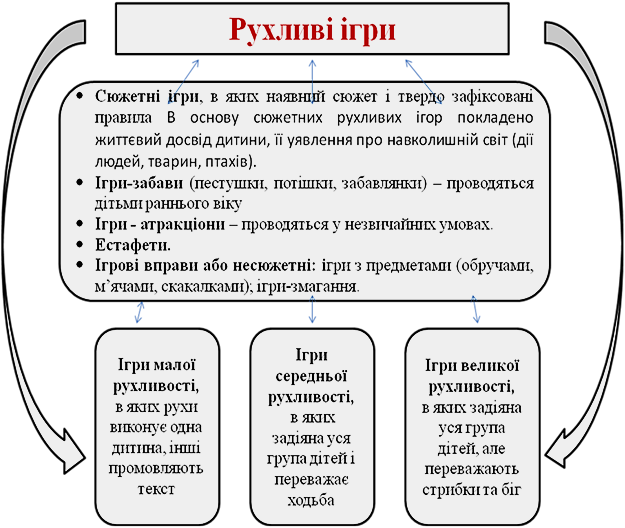 Рухливі ігри
• Сюжетні ігри, в яких наявний сюжет і твердо зафіксовані
правила В основу сюжетних рухливих ігор покладено
життєвий досвід дитини, її уявлення про навколишній світ (дії
людей, тварин, птахів).
• Ігри-забави (пестушки, потішки, забавлянки) – проводяться
дітьми раннього віку
• Ігри - атракціони – проводяться у незвичайних умовах.
• Естафети.
• Ігрові вправи або несюжетні: ігри з предметами (обручами,
м’ячами, скакалками); ігри-змагання.
Ігри малої
рухливості,
в яких рухи
виконує одна
дитина, інші
промовляють
текст
Ігри
середньої
рухливості,
в яких
задіяна уся
група дітей і
переважає
ходьба
Ігри великої
рухливості,
в яких задіяна
уся група
дітей, але
переважають
стрибки та біг